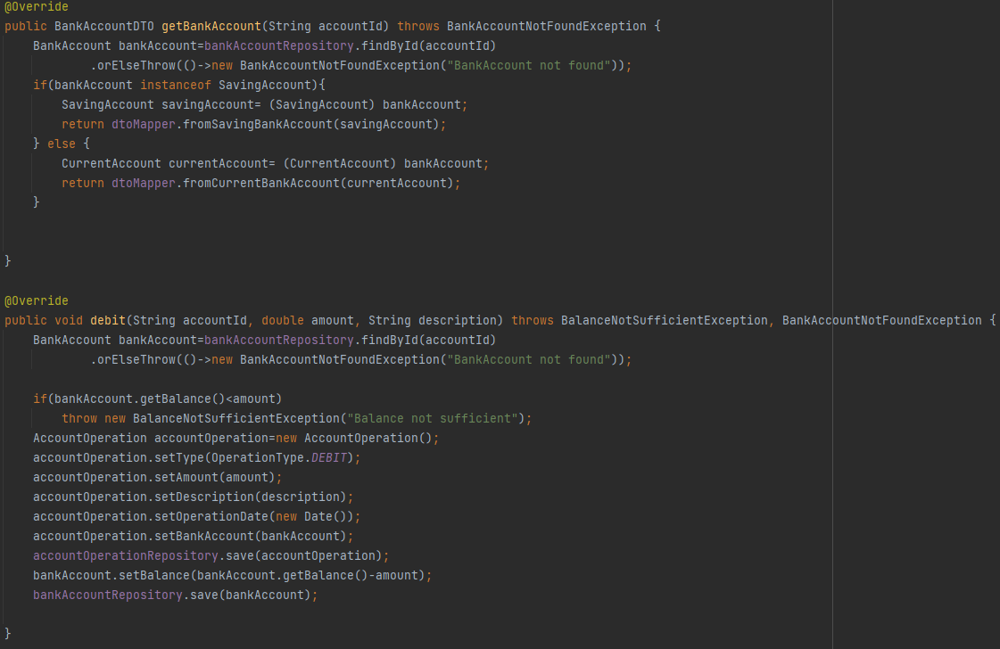 @Override
public BankAccountDTO getBankAccount(String accountId) throws BankAccountNotFoundException {
    BankAccount bankAccount=bankAccountRepository.findById(accountId)
            .orElseThrow(()->new BankAccountNotFoundException("BankAccount not found"));
    if(bankAccount instanceof SavingAccount){
        SavingAccount savingAccount= (SavingAccount) bankAccount;
        return dtoMapper.fromSavingBankAccount(savingAccount);
    } else {
        CurrentAccount currentAccount= (CurrentAccount) bankAccount;
        return dtoMapper.fromCurrentBankAccount(currentAccount);
    }
}
@Override
public void debit(String accountId, double amount, String description) throws BalanceNotSufficientException, BankAccountNotFoundException {
    BankAccount bankAccount=bankAccountRepository.findById(accountId)
            .orElseThrow(()->new BankAccountNotFoundException("BankAccount not found"));
    if(bankAccount.getBalance()<amount)
        throw new BalanceNotSufficientException("Balance not sufficient");
    AccountOperation accountOperation=new AccountOperation();
    accountOperation.setType(OperationType.DEBIT);
    accountOperation.setAmount(amount);
    accountOperation.setDescription(description);
    accountOperation.setOperationDate(new Date());
    accountOperation.setBankAccount(bankAccount);
    accountOperationRepository.save(accountOperation);
    bankAccount.setBalance(bankAccount.getBalance()-amount);
    bankAccountRepository.save(bankAccount);
}